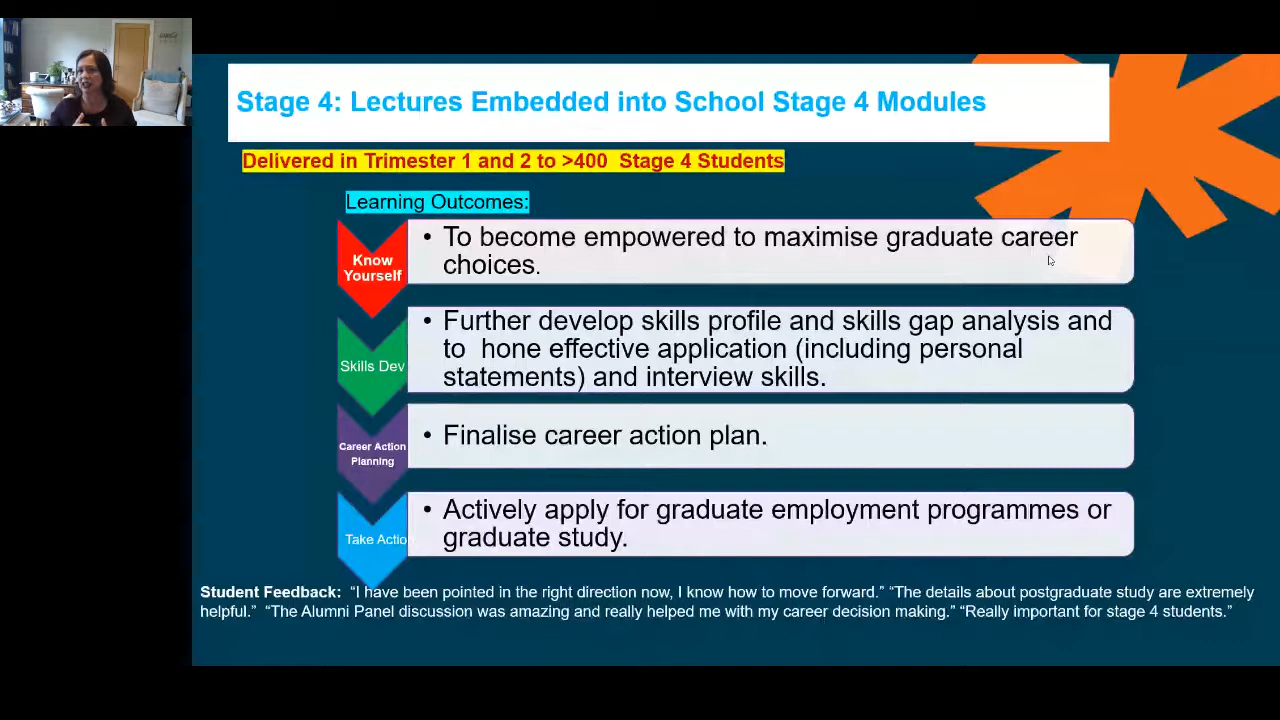 Stage 4: Lectures Embedded into School Stage 4 Modules
Delivered in Trimester 1 and 2 to >400 Stage 4 Students
Learning Outcomes:
Know
Yourself
• To become empowered to maximise graduate career
choices.
Skills Dev
• Further develop skills profile and skills gap analysis and
to hone effective application (including personal
statements) and interview skills.
Career Action
Planning
• Finalise career action plan.
Take Action
• Actively apply for graduate employment programmes or
graduate study.
Student Feedback: “I have been pointed in the right direction now, I know how to move forward.” “The details about postgraduate study are extremely
helpful.” “The Alumni Panel discussion was amazing and really helped me with my career decision making.” “Really important for stage 4 students.”